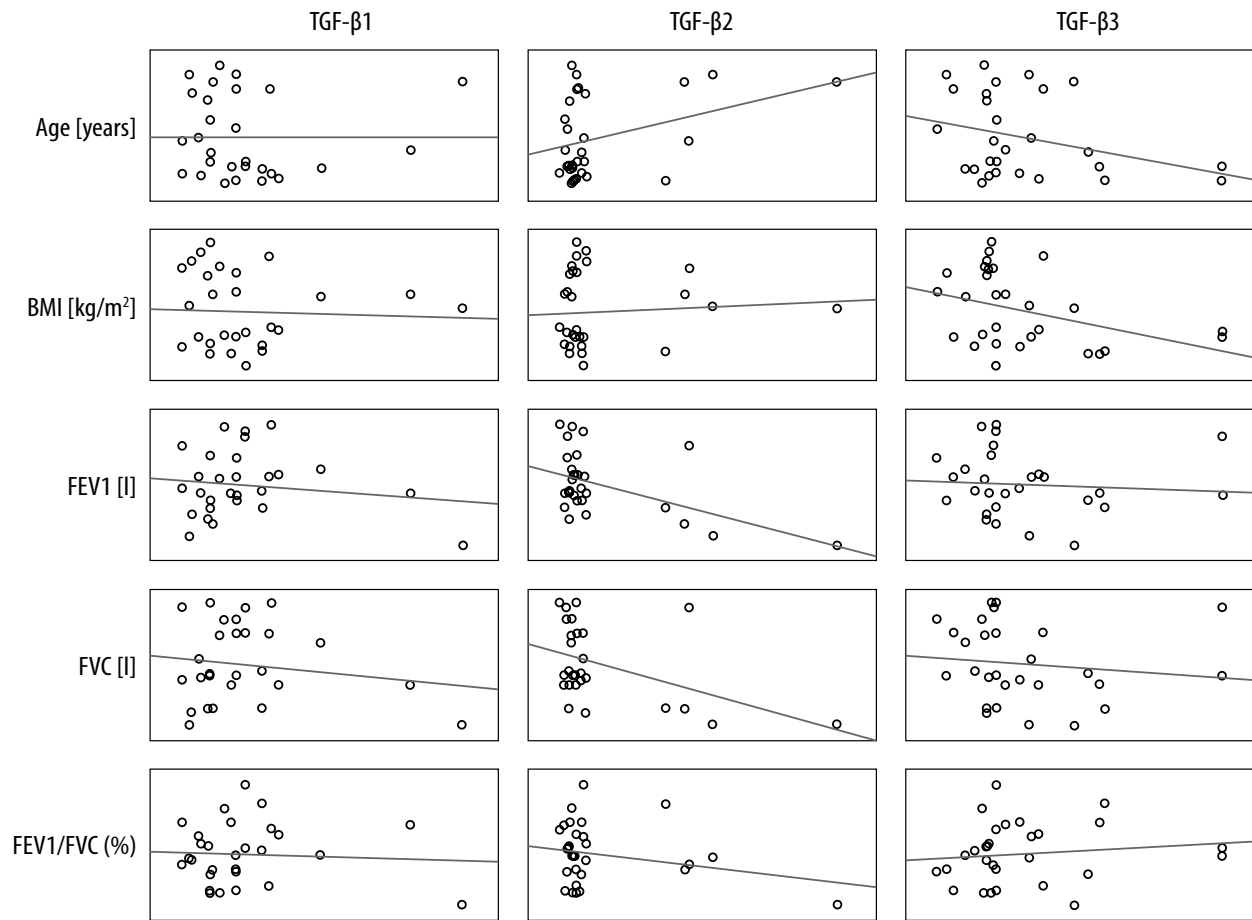 TGF-β1
TGF-β2
TGF-β3
Age [years]
BMI [kg/m²]
FEV1 [l]
FVC [l]
FEV1/FVC (%)